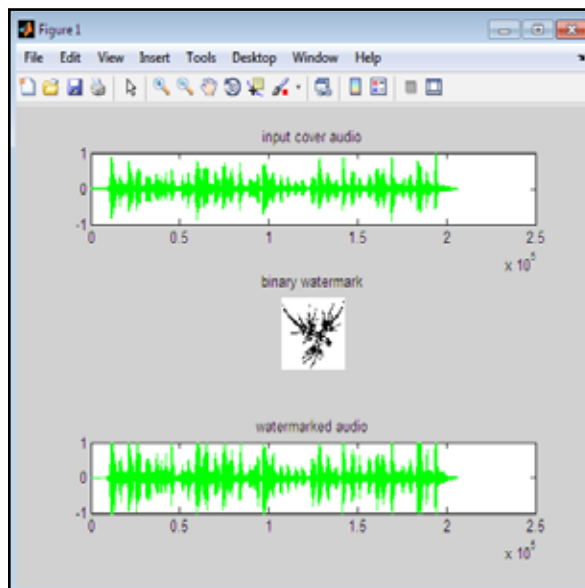 Figure 1
File Edit View Insert Tools Desktop Window Help
input cover audio
1
0
-1
0 0.5 1 1.5 2 2.5
x 10^5
binary watermark
watermarked audio
1
0
-1
0 0.5 1 1.5 2 2.5
x 10^5